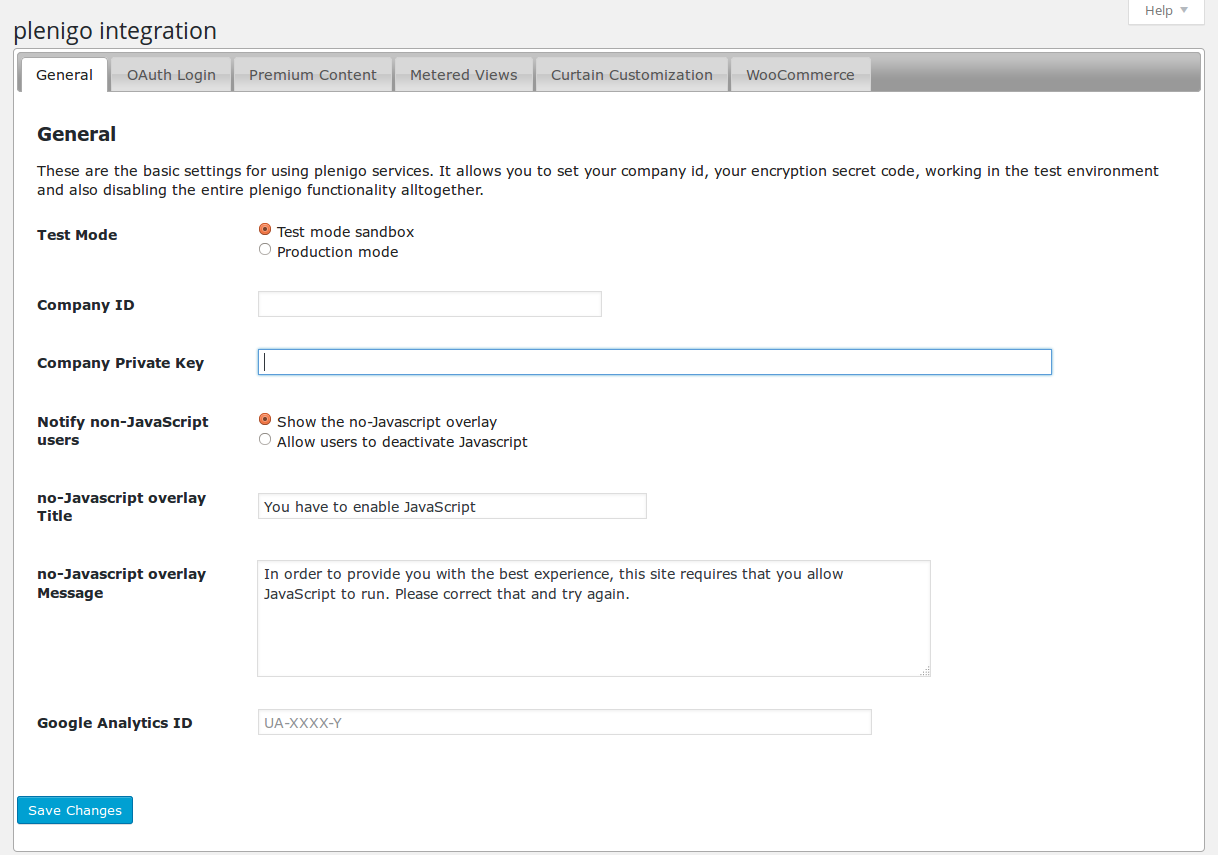 Help
plenigo integration
General OAuth Login Premium Content Metered Views Curtain Customization WooCommerce
General
These are the basic settings for using plenigo services. It allows you to set your company id, your encryption secret code, working in the test environment
and also disabling the entire plenigo functionality alltogether.
Test Mode
Test mode sandbox
Production mode
Company ID
Company Private Key
Notify non-JavaScript
users
Show the no-Javascript overlay
Allow users to deactivate Javascript
no-Javascript overlay
Title
You have to enable JavaScript
no-Javascript overlay
Message
In order to provide you with the best experience, this site requires that you allow
JavaScript to run. Please correct that and try again.
Google Analytics ID
UA-XXXX-Y
Save Changes